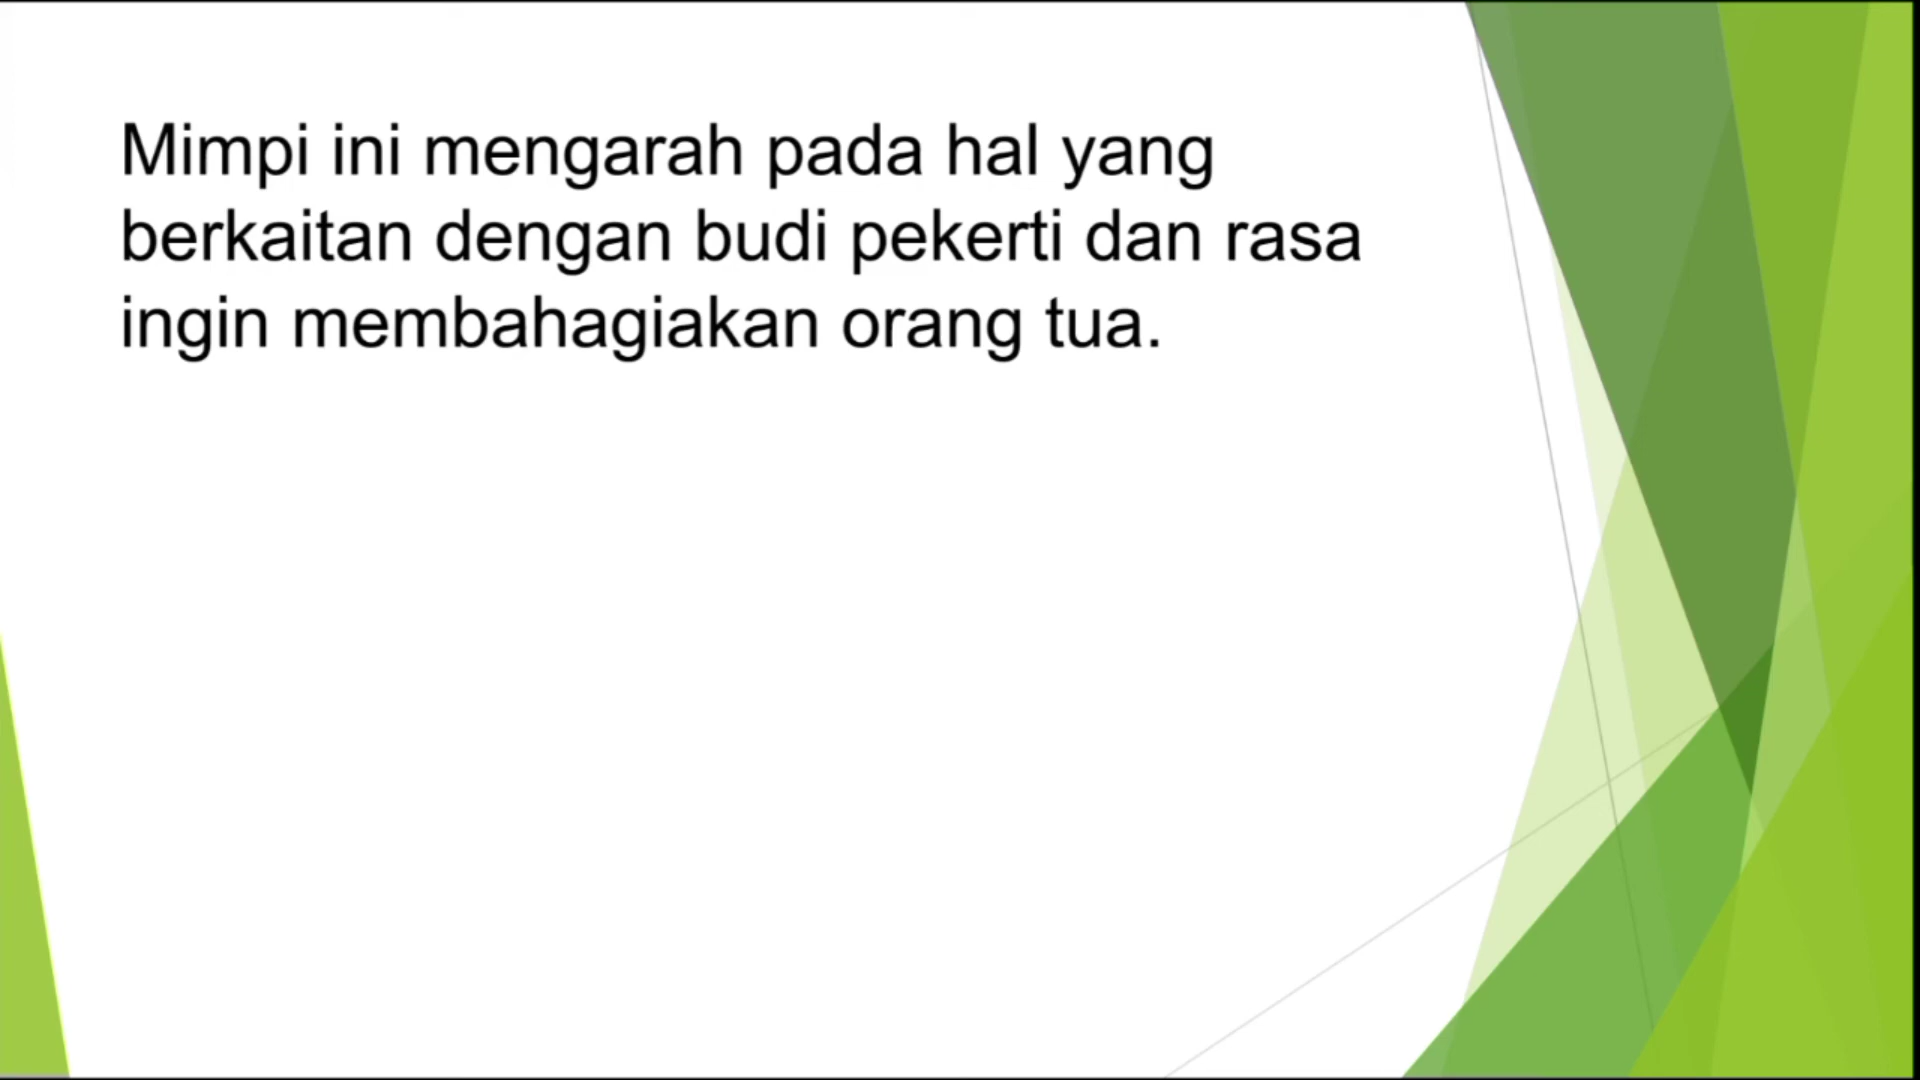 Mimpi ini mengarah pada hal yang
berkaitan dengan budi pekerti dan rasa
ingin membahagiakan orang tua.